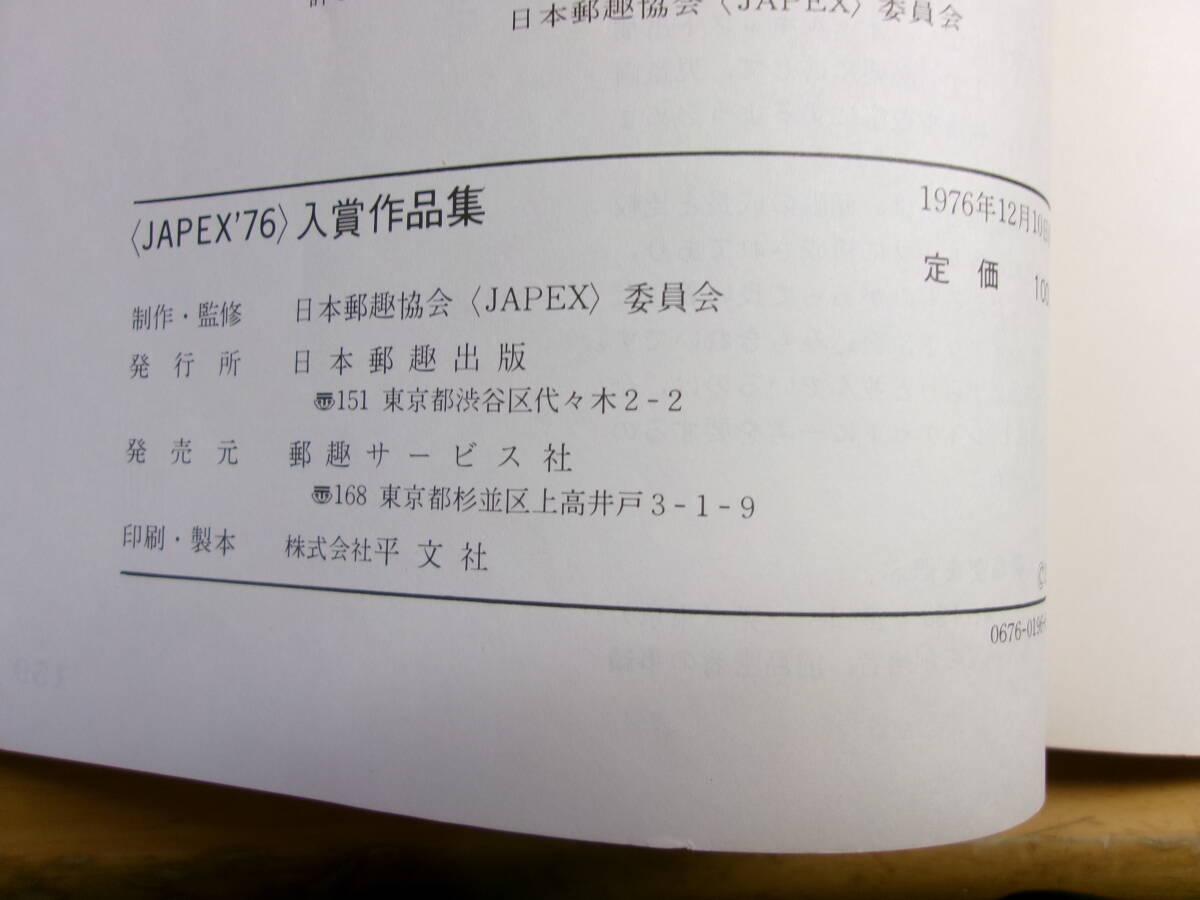 日本郵趣協会〈JAPEX〉委員会
〈JAPEX'76〉入賞作品集
1976年12月10日
定価 100
制作・監修 日本郵趣協会〈JAPEX〉委員会
発行所 日本郵趣出版
〠151 東京都渋谷区代々木2-2
発売元 郵趣サービス社
〠168 東京都杉並区上高井戸3-1-9
印刷・製本 株式会社平文社
©
0676-0196-